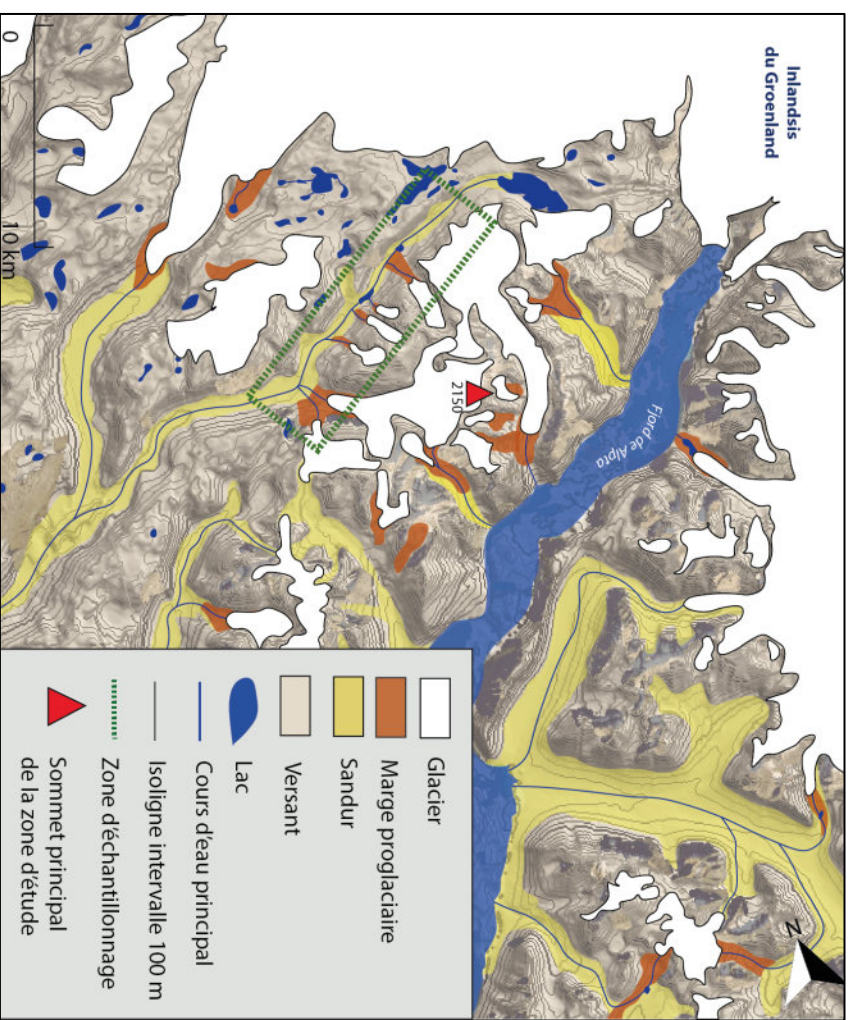 Inlandsis
du Groenland
Fjord de Alpta
2150
0
10 km
N
Glacier
Marge proglaciaire
Sandur
Versant
Lac
Cours d'eau principal
Isoligne intervalle 100 m
Zone d'échantillonnage
Sommet principal
de la zone d'étude